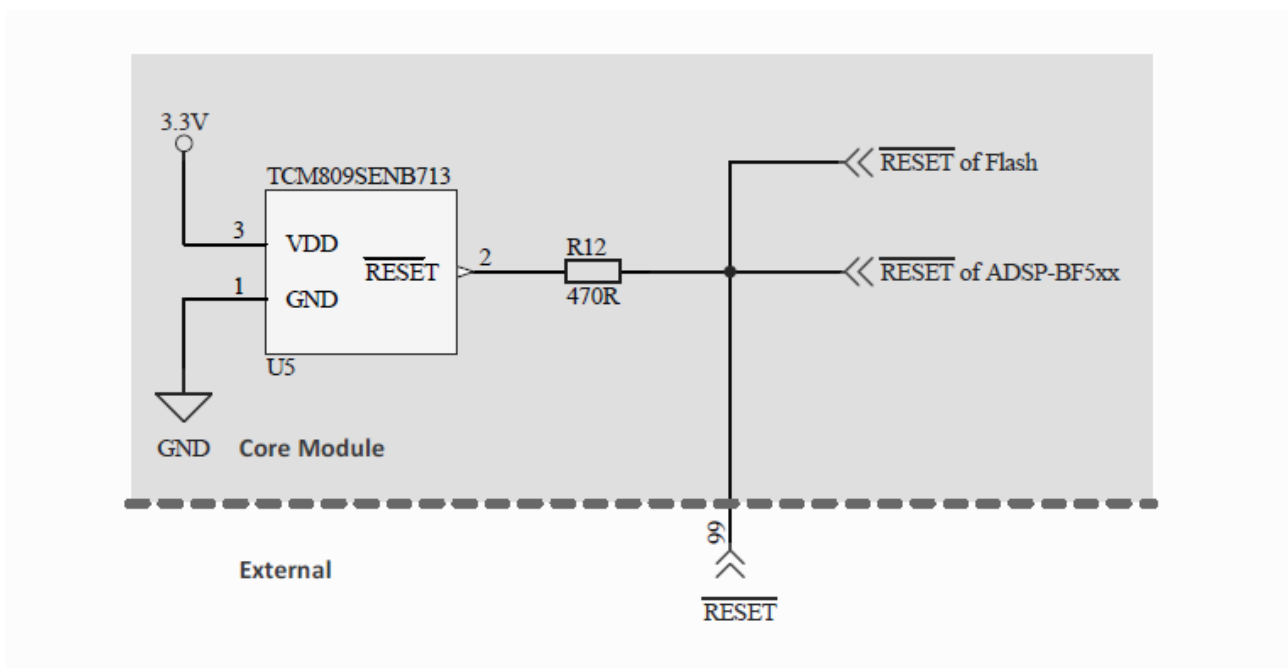 3.3V
TCM809SENB713
3
VDD
RESET
2
1
GND
U5
GND
R12
470R
RESET of Flash
RESET of ADSP-BF5xx
Core Module
99
External
RESET